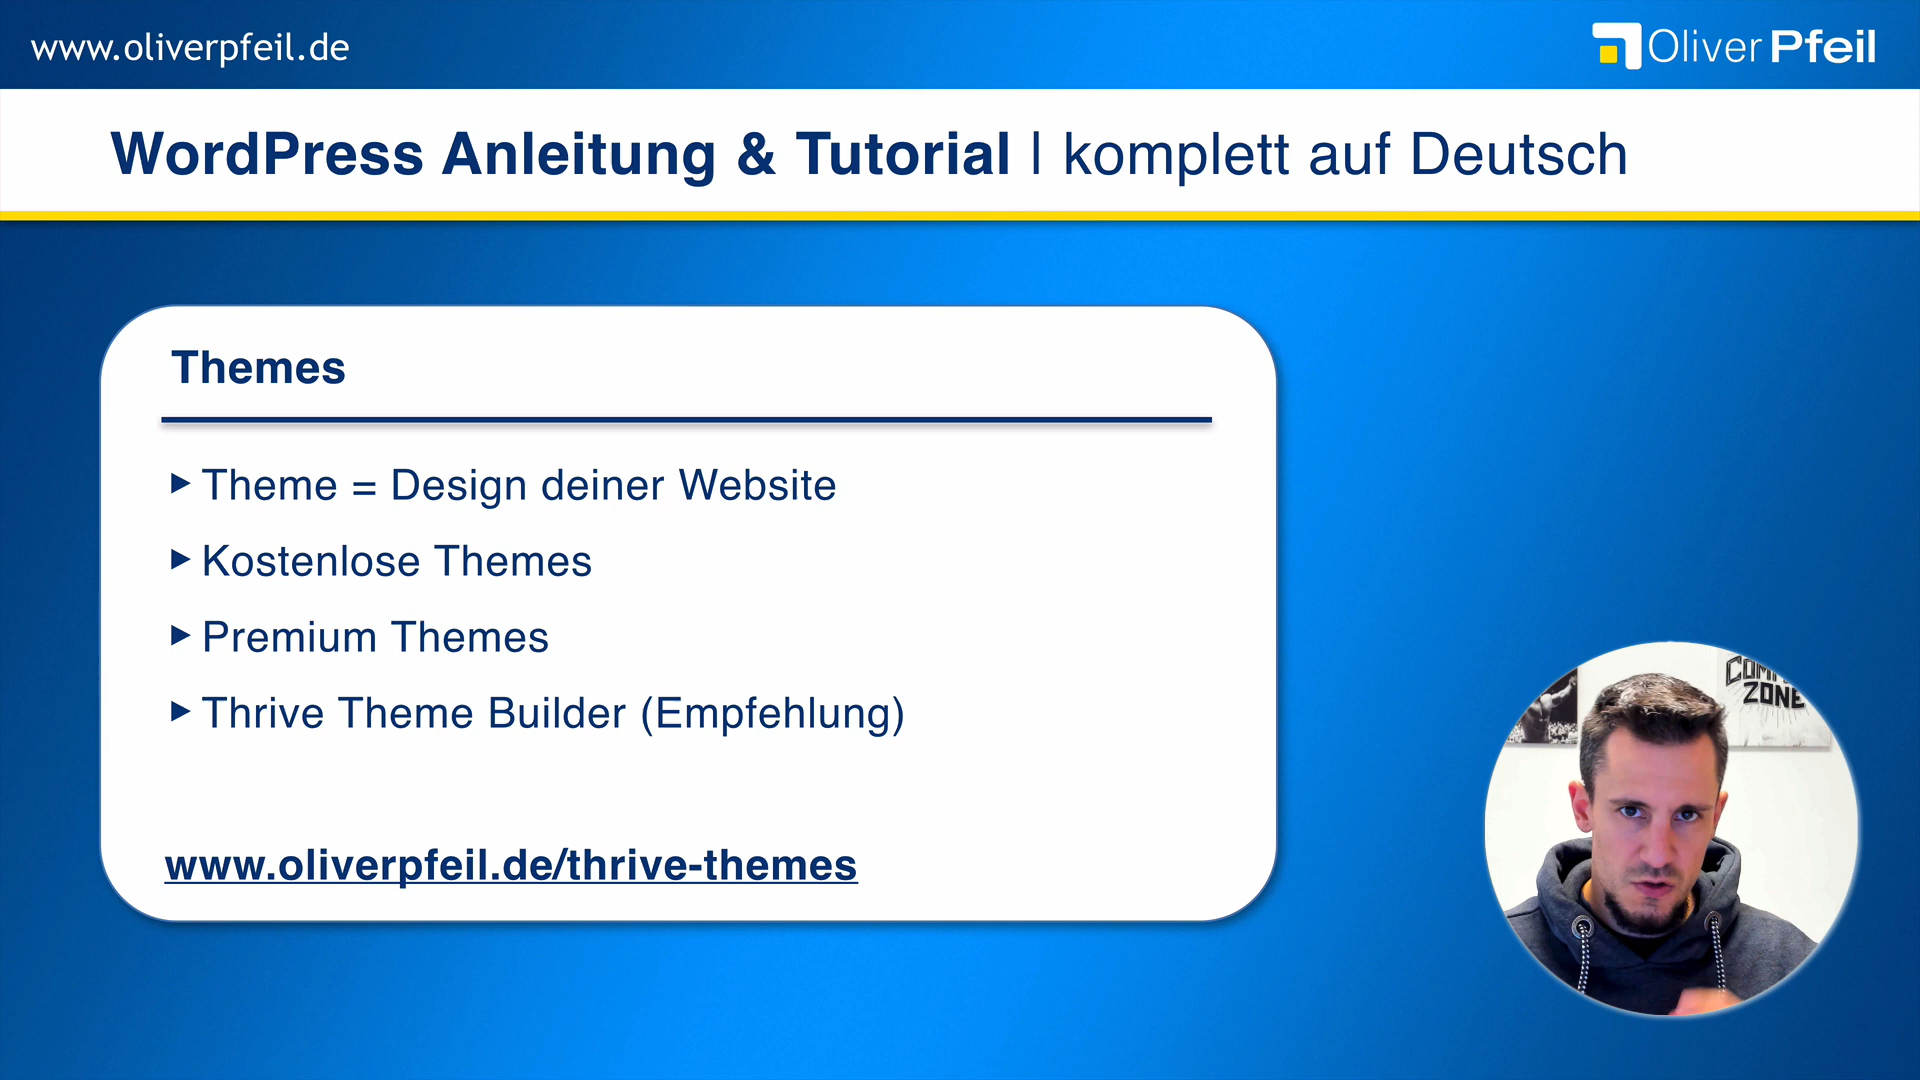 www.oliverpfeil.de
Oliver Pfeil
WordPress Anleitung & Tutorial | komplett auf Deutsch
Themes
▸ Theme = Design deiner Website
▸ Kostenlose Themes
▸ Premium Themes
▸ Thrive Theme Builder (Empfehlung)
www.oliverpfeil.de/thrive-themes
ZONE